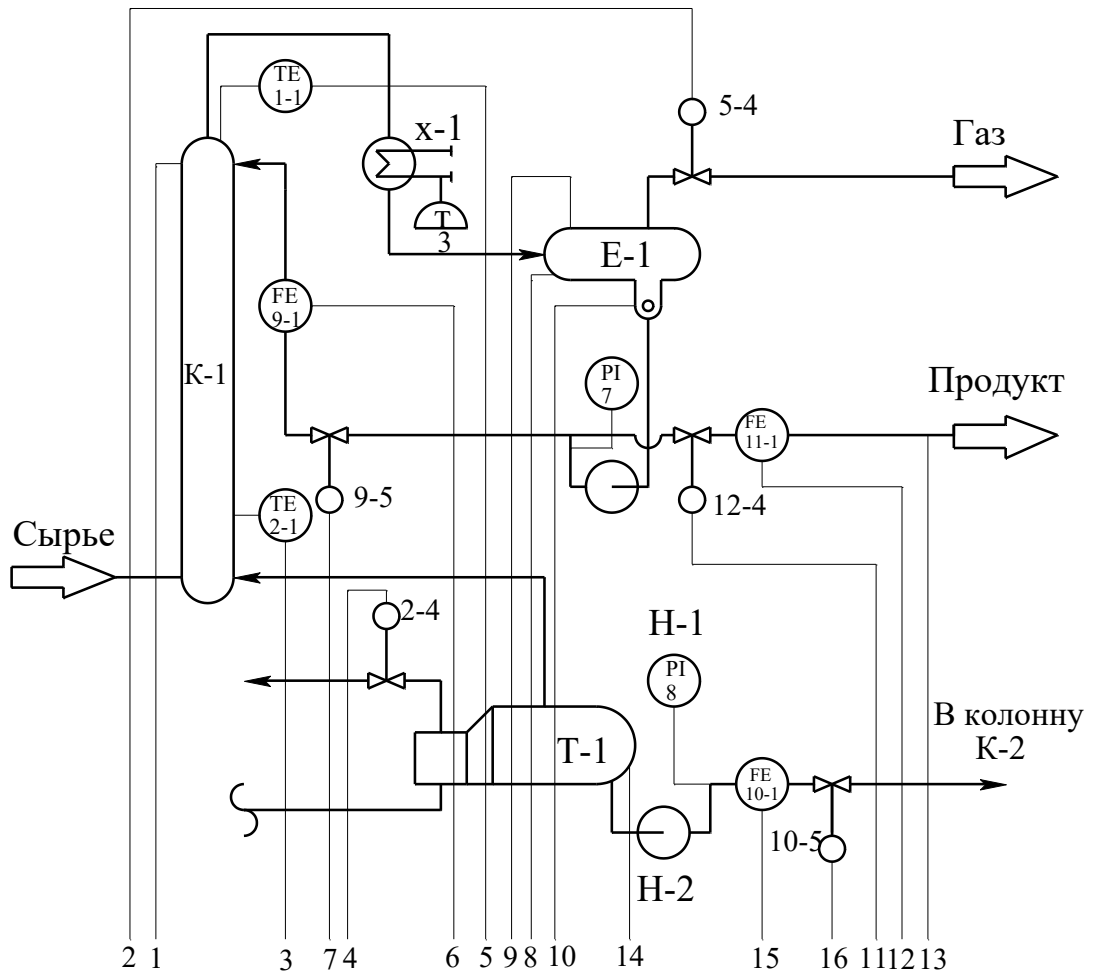 TE
1-1
5-4
х-1
Газ
Т
3
Е-1
FE
9-1
К-1
PI
7
Продукт
FE
11-1
TE
2-1
9-5
12-4
Сырье
2-4
Н-1
PI
8
В колонну
К-2
Т-1
FE
10-1
10-5
Н-2
2 1 3 7 4 6 5 9 8 10 14 15 16 11 12 13